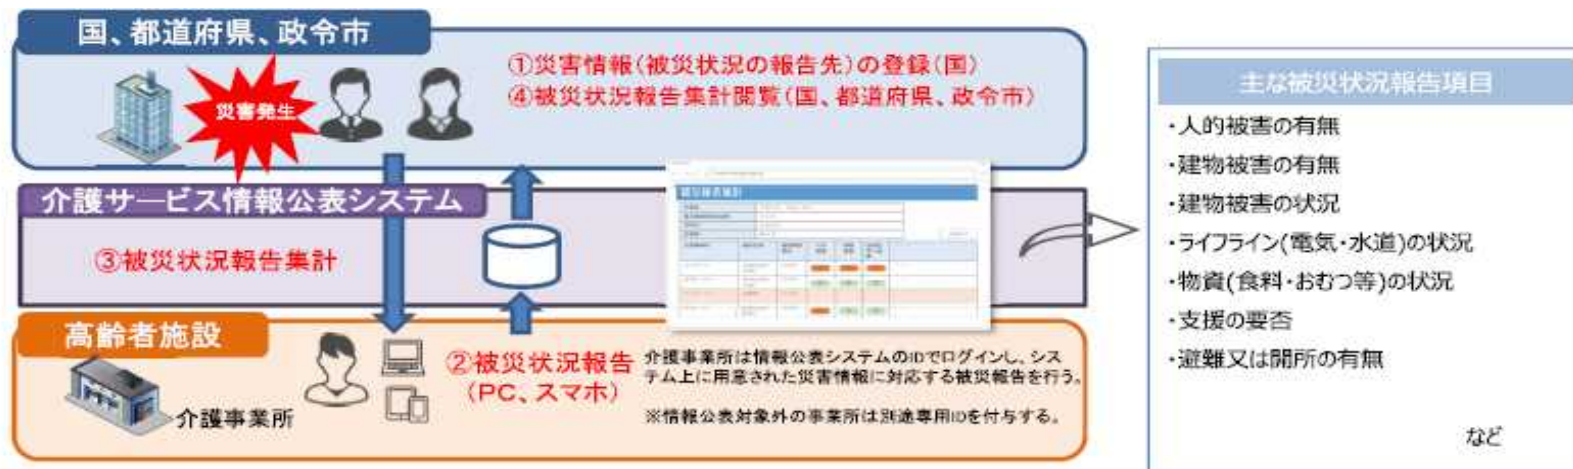 国、都道府県、政令市
災害発生
①災害情報(被災状況の報告先)の登録(国)
④被災状況報告集計閲覧(国、都道府県、政令市)
介護サービス情報公表システム
③被災状況報告集計
高齢者施設
介護事業所
②被災状況報告
(PC、スマホ)
介護事業所は情報公表システムのIDでログインし、シス
テム上に用意された災害情報に対応する被災報告を行う。
※情報公表対象外の事業所は別途専用IDを付与する。
主な被災状況報告項目
・人的被害の有無
・建物被害の有無
・建物被害の状況
・ライフライン(電気・水道)の状況
・物資(食料・おむつ等)の状況
・支援の要否
・避難又は開所の有無
など